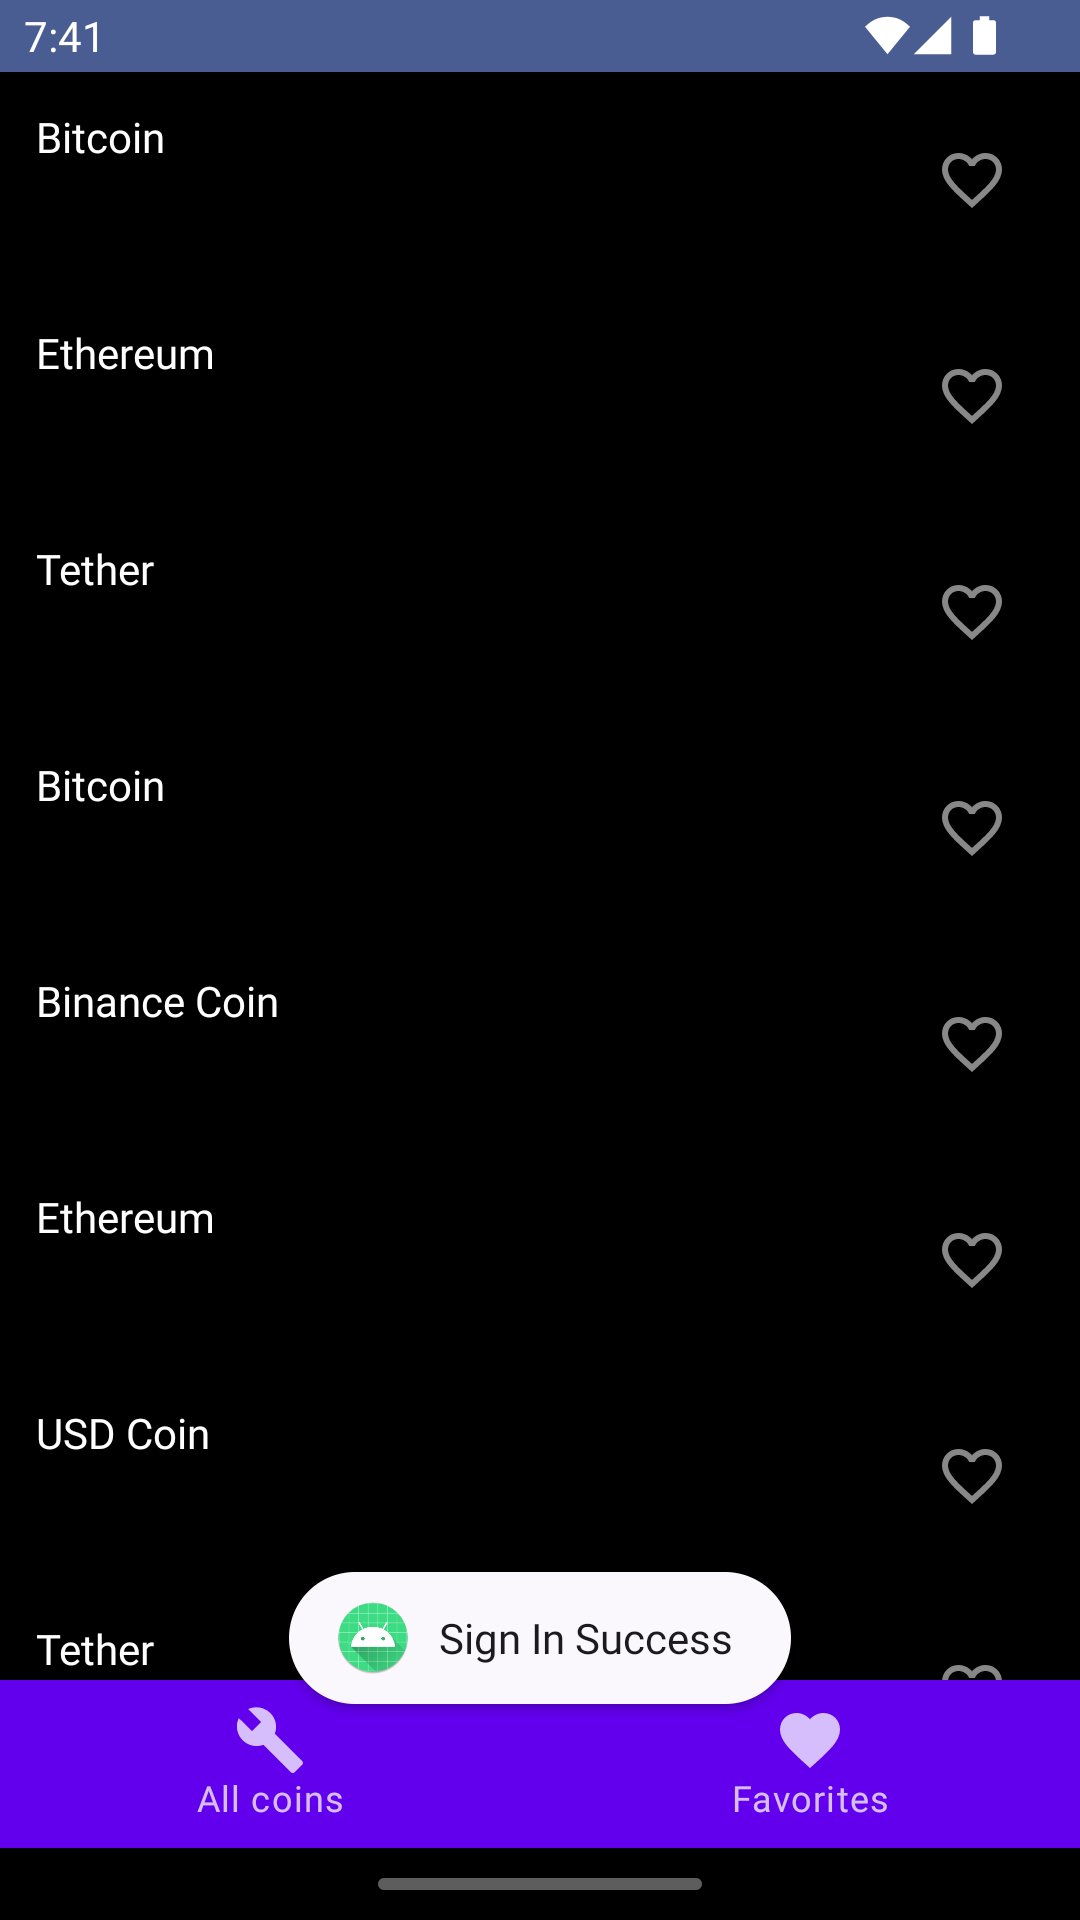 7:41
Bitcoin
Ethereum
Tether
Bitcoin
Binance Coin
Ethereum
USD Coin
Tether
Sign In Success
All coins
Favorites